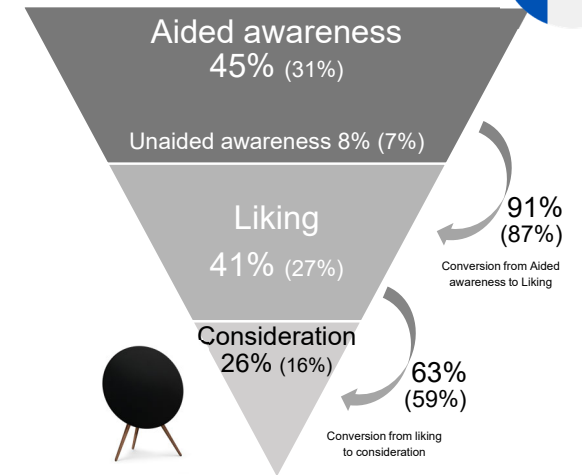 Aided awareness
45% (31%)
Unaided awareness 8% (7%)
91%
(87%)
Conversion from Aided
awareness to Liking
Liking
41% (27%)
Consideration
26% (16%)
63%
(59%)
Conversion from liking
to consideration